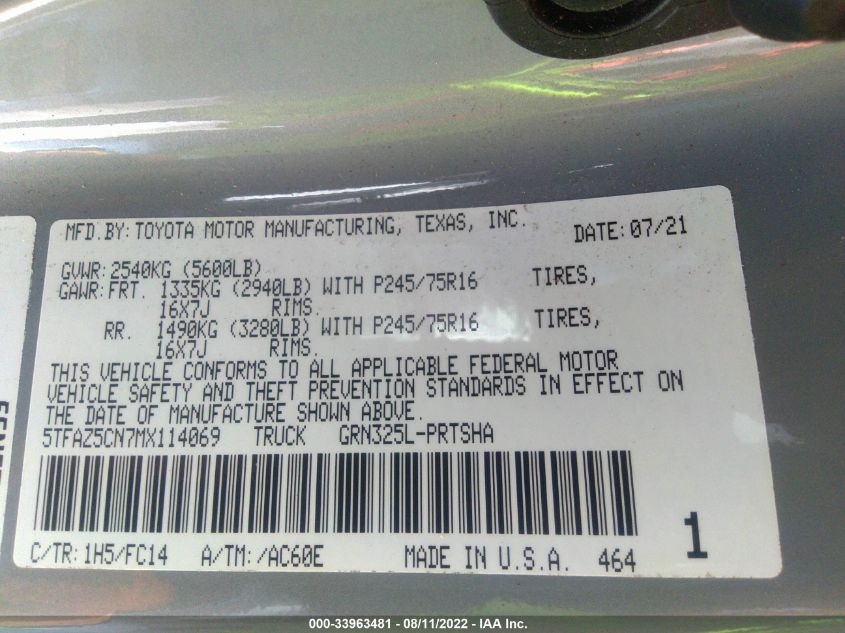 MFD.BY:TOYOTA MOTOR MANUFACTURING, TEXAS, INC. DATE:07/21
GVWR:2540KG (5600LB)
GAWR:FRT. 1335KG (2940LB) WITH P245/75R16 TIRES,
16X7J RIMS.
RR. 1490KG (3280LB) WITH P245/75R16 TIRES,
16X7J RIMS.
THIS VEHICLE CONFORMS TO ALL APPLICABLE FEDERAL MOTOR
VEHICLE SAFETY AND THEFT PREVENTION STANDARDS IN EFFECT ON
THE DATE OF MANUFACTURE SHOWN ABOVE.
5TFAZ5CN7MX114069 TRUCK GRN325L-PRTSHA
C/TR:1H5/FC14 A/TM:/AC60E MADE IN U.S.A. 464 1
000-33963481 - 08/11/2022 - IAA Inc.